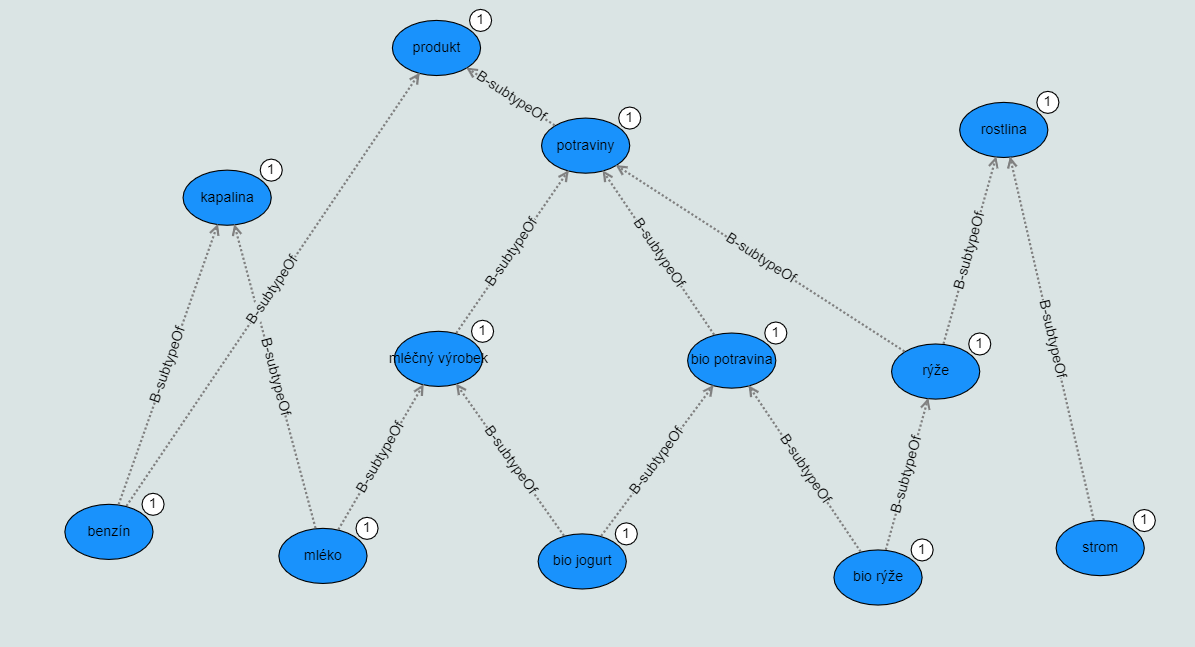 1
produkt
B-subtypeOf
1
potraviny
1
rostlina
1
kapalina
B-subtypeOf
B-subtypeOf
B-subtypeOf
B-subtypeOf
B-subtypeOf
B-subtypeOf
B-subtypeOf
B-subtypeOf
B-subtypeOf
1
mléčný výrobek
1
bio potravina
1
rýže
B-subtypeOf
B-subtypeOf
B-subtypeOf
B-subtypeOf
B-subtypeOf
1
benzín
1
mléko
1
bio jogurt
1
bio rýže
1
strom